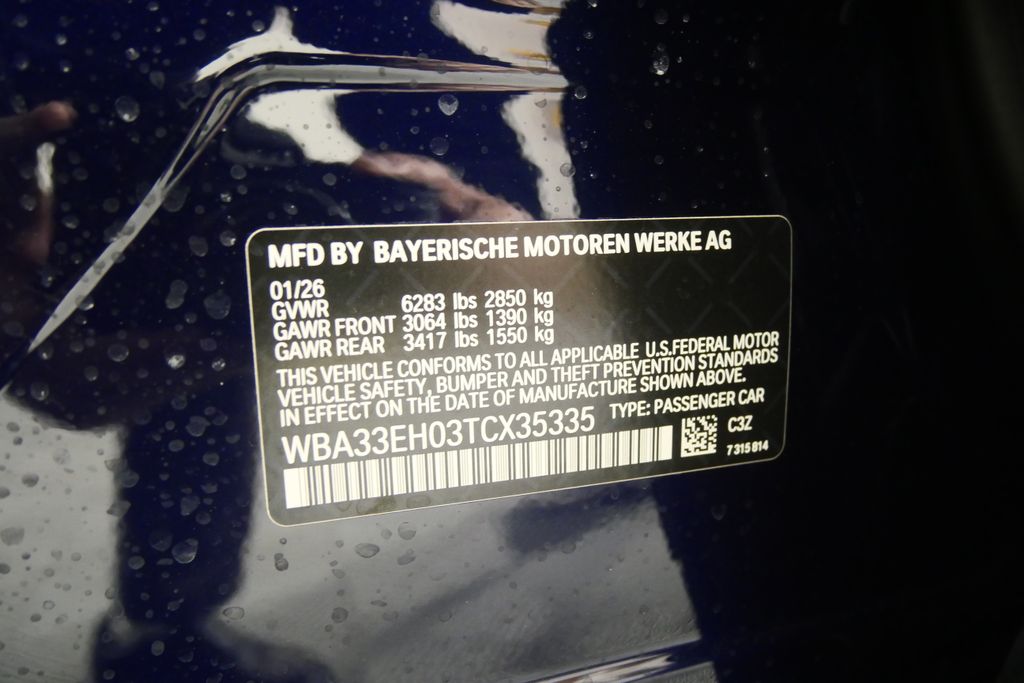 MFD BY BAYERISCHE MOTOREN WERKE AG
01/26
GVWR 6283 lbs 2850 kg
GAWR FRONT 3064 lbs 1390 kg
GAWR REAR 3417 lbs 1550 kg
THIS VEHICLE CONFORMS TO ALL APPLICABLE U.S.FEDERAL MOTOR
VEHICLE SAFETY, BUMPER AND THEFT PREVENTION STANDARDS
IN EFFECT ON THE DATE OF MANUFACTURE SHOWN ABOVE.
WBA33EH03TCX35335 TYPE: PASSENGER CAR
C3Z
7 315 814